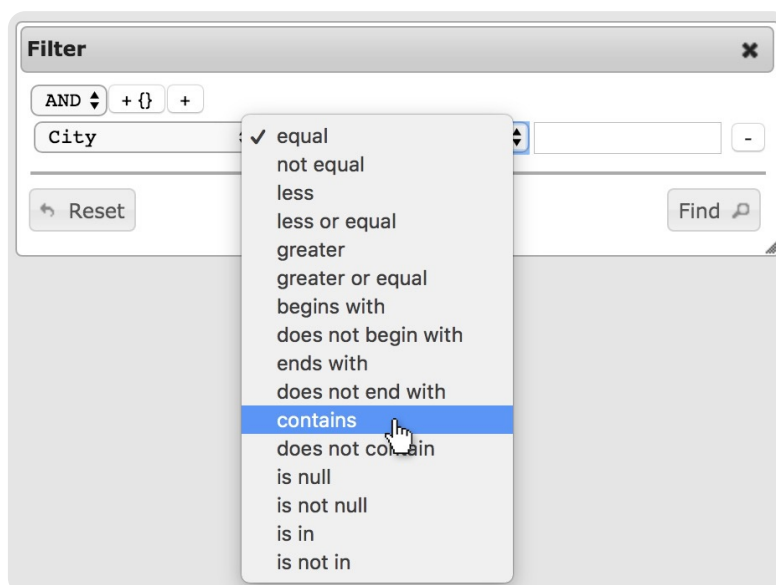 Filter
AND + {} +
City
✓ equal
not equal
less
less or equal
greater
greater or equal
begins with
does not begin with
ends with
does not end with
contains
does not contain
is null
is not null
is in
is not in
-
Reset
Find